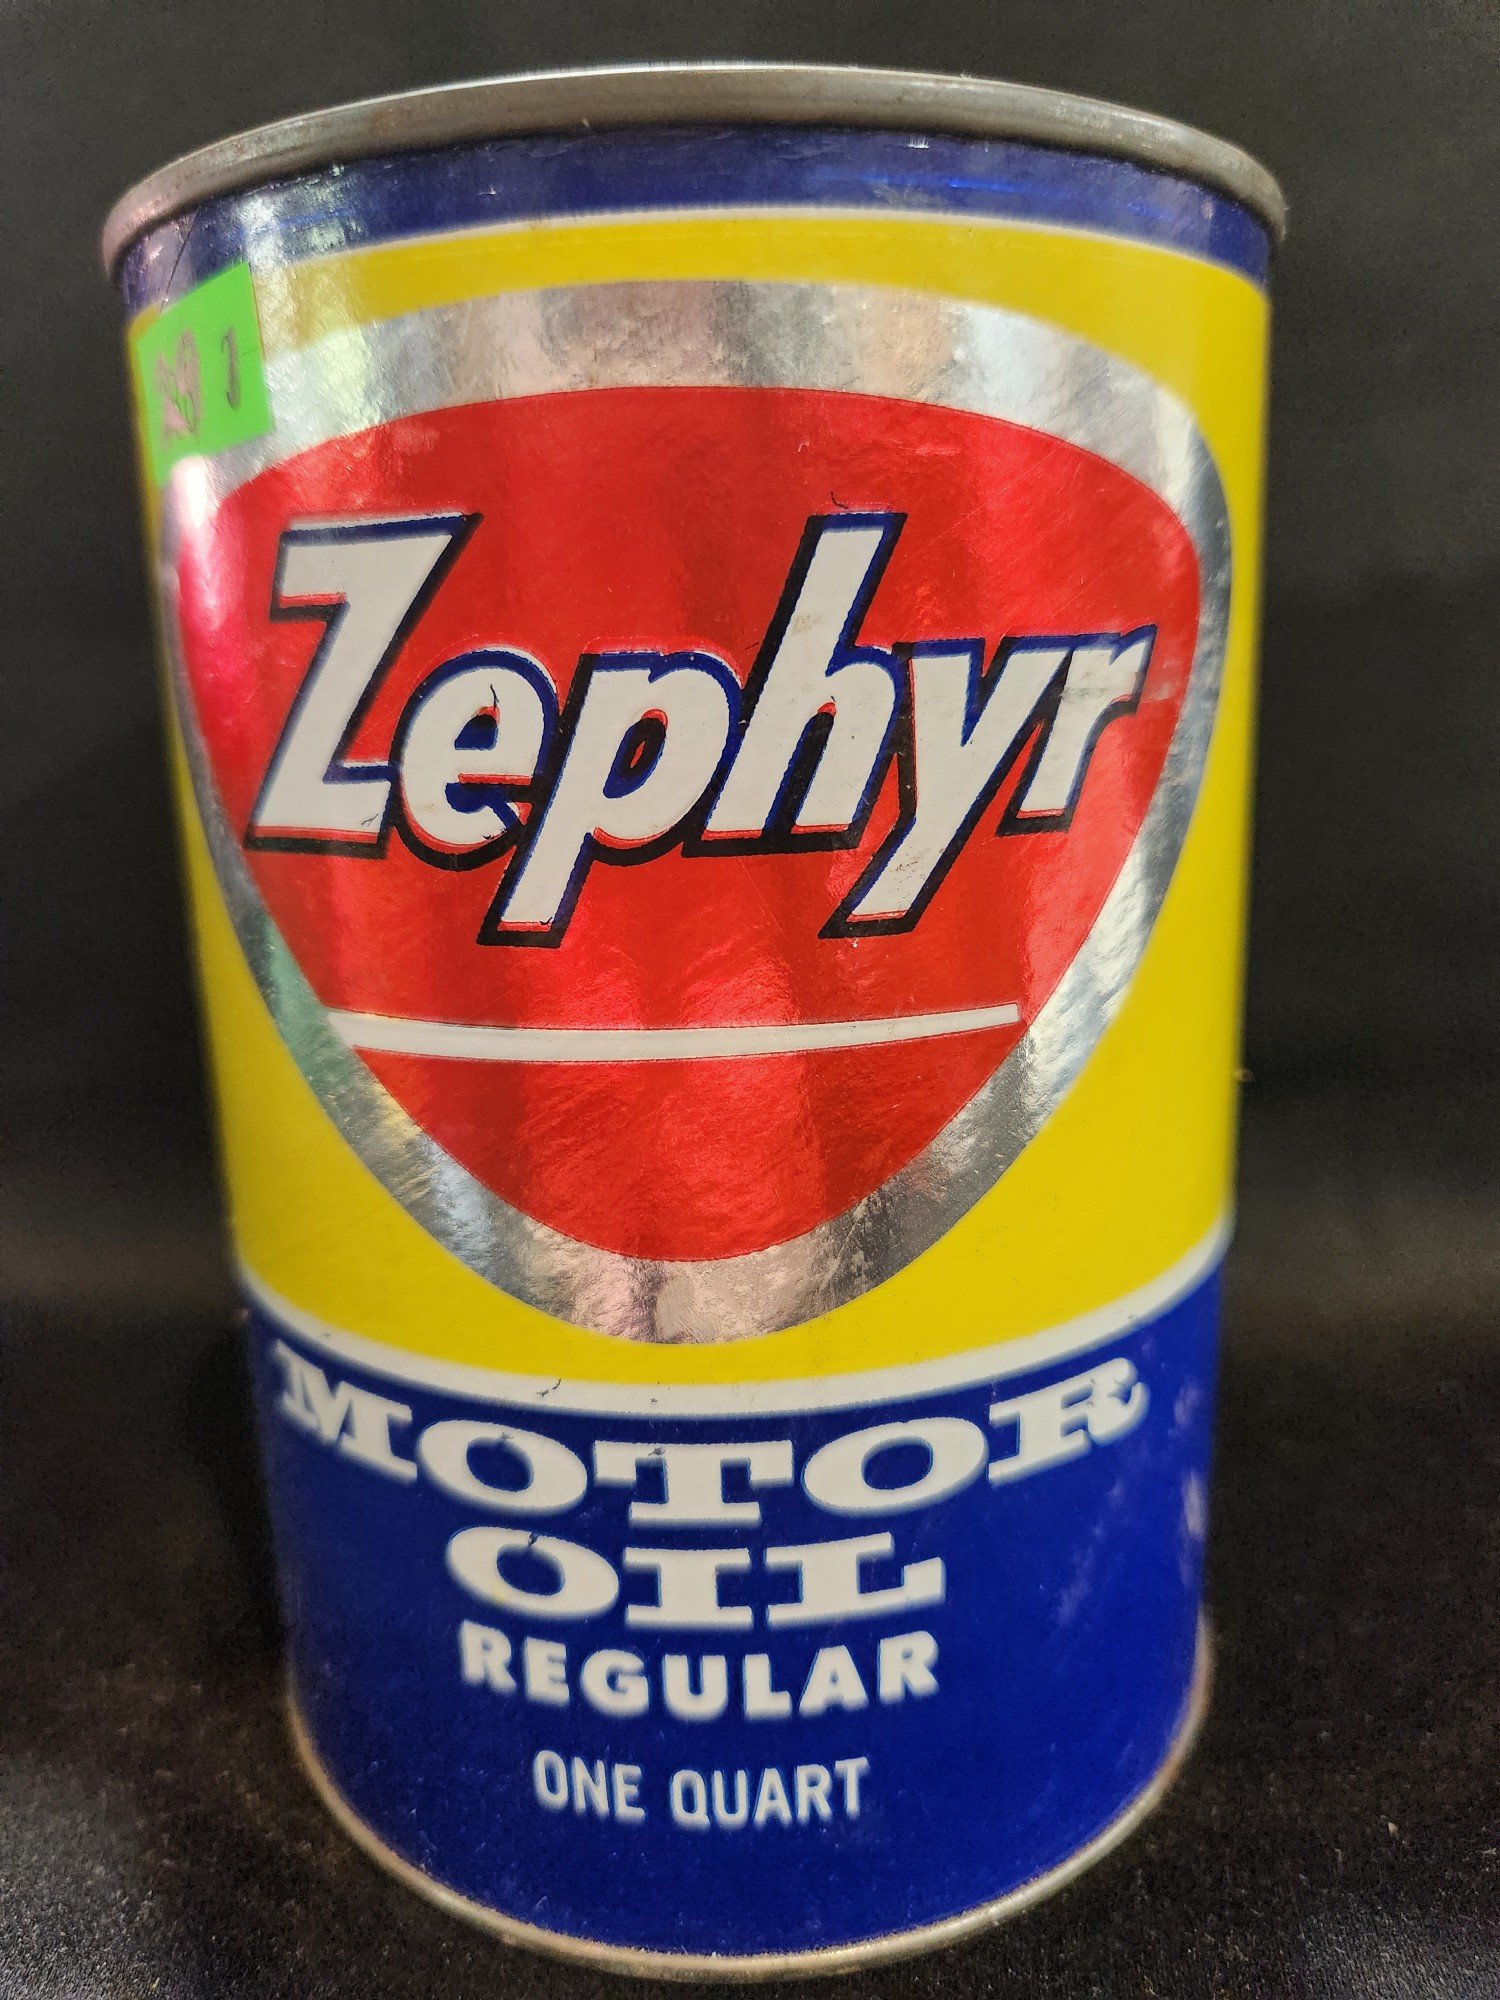 Zephyr
MOTOR
OIL
REGULAR
ONE QUART